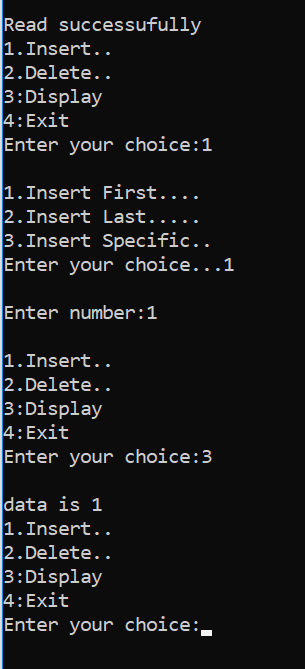 Read successufully
1.Insert..
2.Delete..
3:Display
4:Exit
Enter your choice:1
1.Insert First....
2.Insert Last.....
3.Insert Specific..
Enter your choice...1
Enter number:1
1.Insert..
2.Delete..
3:Display
4:Exit
Enter your choice:3
data is 1
1.Insert..
2.Delete..
3:Display
4:Exit
Enter your choice: